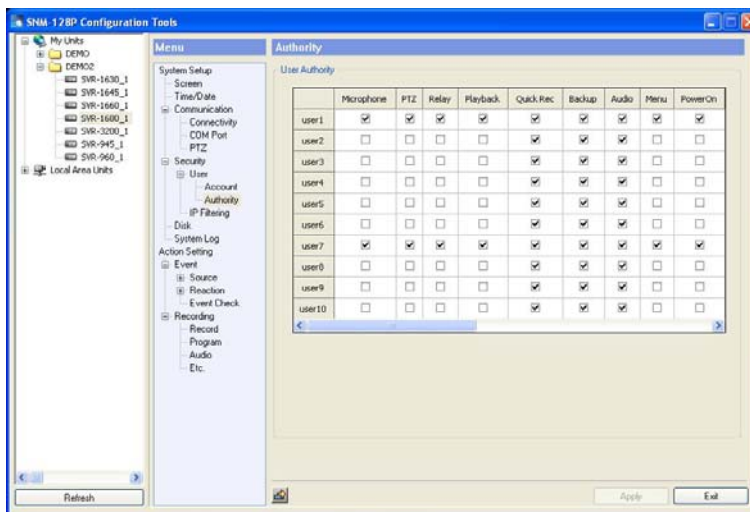 SNM-128P Configuration Tools
My Units
DEMO
DEMO2
SVR-1630_1
SVR-1645_1
SVR-1660_1
SVR-1600_1
SVR-3200_1
SVR-945_1
SVR-960_1
Local Area Units
Refresh
Menu
System Setup
Screen
Time/Date
Communication
Connectivity
COM Port
PTZ
Security
User
Account
Authority
IP Filtering
Disk
System Log
Action Setting
Event
Source
Reaction
Event Check
Recording
Record
Program
Audio
Etc.
Authority
User Authority
Microphone PTZ Relay Playback Quick Rec Backup Audio Menu PowerOn
user1
user2
user3
user4
user5
user6
user7
user8
user9
user10
Apply Exit